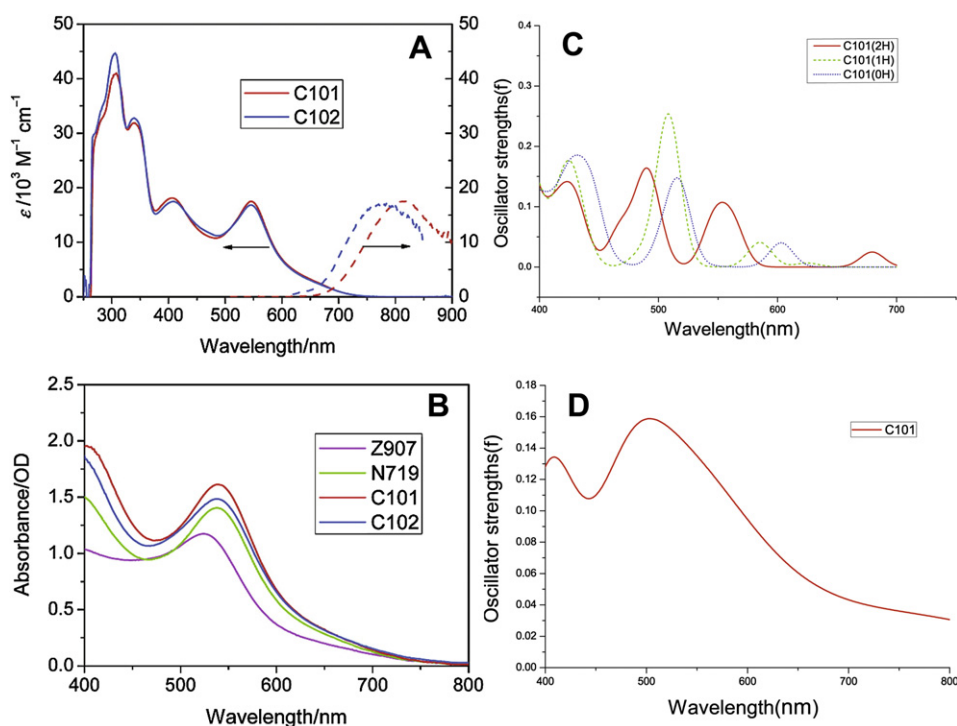 A
50
40
30
20
10
0
50
40
30
20
10
0
C101
C102
ε /10³ M⁻¹ cm⁻¹
300 400 500 600 700 800 900
Wavelength/nm
C
0.4
0.3
0.2
0.1
0.0
C101(2H)
C101(1H)
C101(0H)
Oscillator strengths(f)
400 500 600 700
Wavelength(nm)
B
2.5
2.0
1.5
1.0
0.5
0.0
Z907
N719
C101
C102
Absorbance/OD
400 500 600 700 800
Wavelength/nm
D
0.18
0.16
0.14
0.12
0.10
0.08
0.06
0.04
0.02
0.00
C101
Oscillator strengths(f)
400 500 600 700 800
Wavelength(nm)